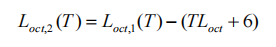 L_{oct,2}(T) = L_{oct,1}(T) − (TL_{oct} + 6)